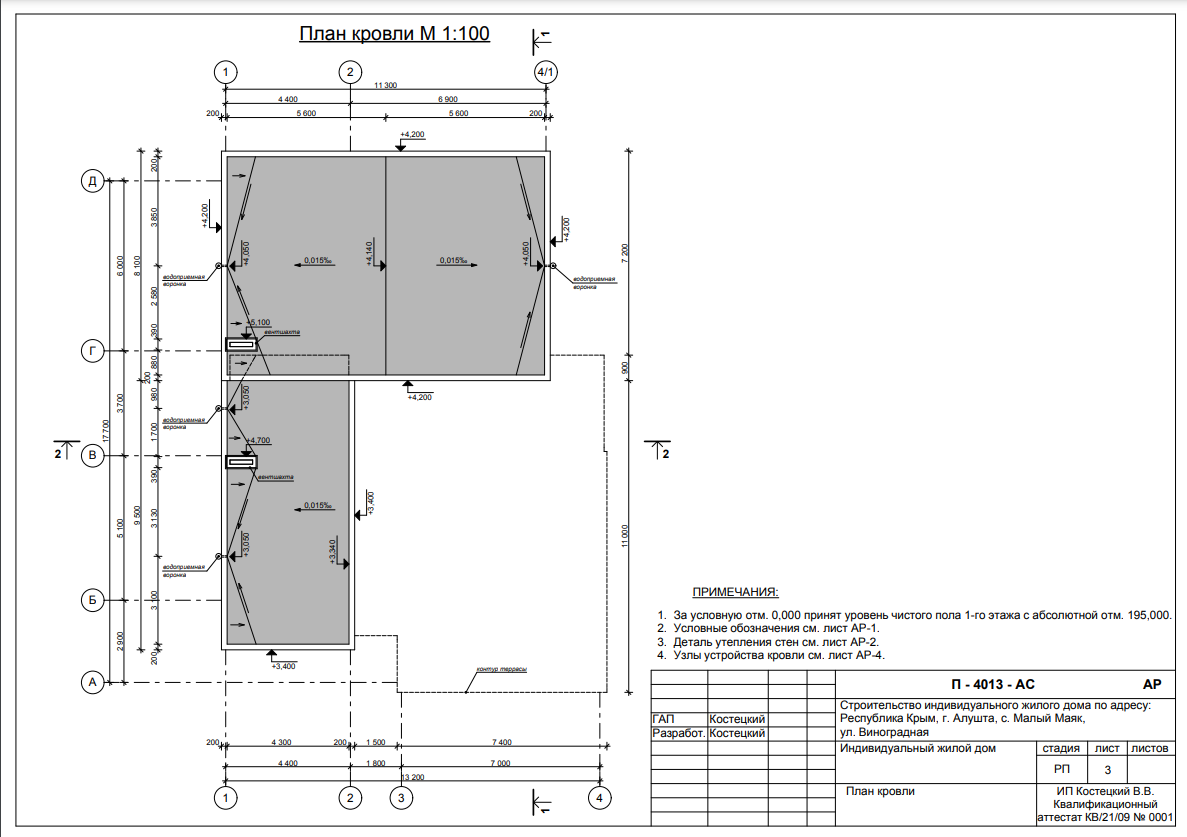 План кровли М 1:100
1
1
2
4/1
11 300
4 400
6 900
200
5 600
5 600
200
+4,200
Д
200
3 850
+4,200
+4,200
7 200
6 000
8 100
+4,050
0,015‰
+4,140
0,015‰
+4,050
водоприемная
воронка
водоприемная
воронка
2 580
390
+5,100
вентшахта
Г
880
200
900
+4,200
980
+3,050
3 700
водоприемная
воронка
17 700
1 700
+4,700
2
В
2
390
вентшахта
+3,400
0,015‰
9 500
3 130
5 100
11 000
+3,050
+3,340
водоприемная
воронка
Б
3 100
2 900
200
+3,400
контур террасы
А
200
4 300
200
1 500
7 400
4 400
1 800
7 000
13 200
1
2
3
4
1
ПРИМЕЧАНИЯ:
1. За условную отм. 0,000 принят уровень чистого пола 1-го этажа с абсолютной отм. 195,000.
2. Условные обозначения см. лист АР-1.
3. Деталь утепления стен см. лист АР-2.
4. Узлы устройства кровли см. лист АР-4.
П - 4013 - АС АР
Строительство индивидуального жилого дома по адресу:
Республика Крым, г. Алушта, с. Малый Маяк,
ул. Виноградная
ГАП Костецкий
Разработ. Костецкий
Индивидуальный жилой дом
стадия лист листов
РП 3
План кровли
ИП Костецкий В.В.
Квалификационный
аттестат КВ/21/09 № 0001